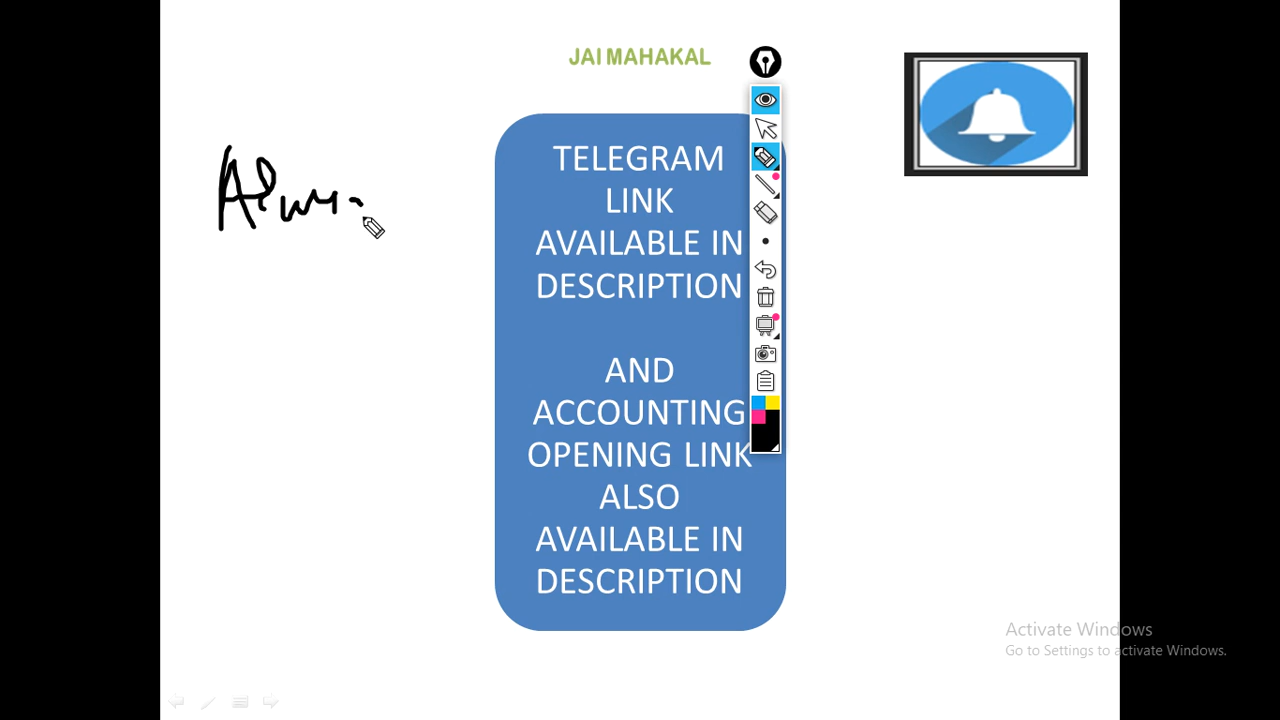 JAI MAHAKAL
TELEGRAM
LINK
AVAILABLE IN
DESCRIPTION
AND
ACCOUNTING
OPENING LINK
ALSO
AVAILABLE IN
DESCRIPTION
Activate Windows
Go to Settings to activate Windows.